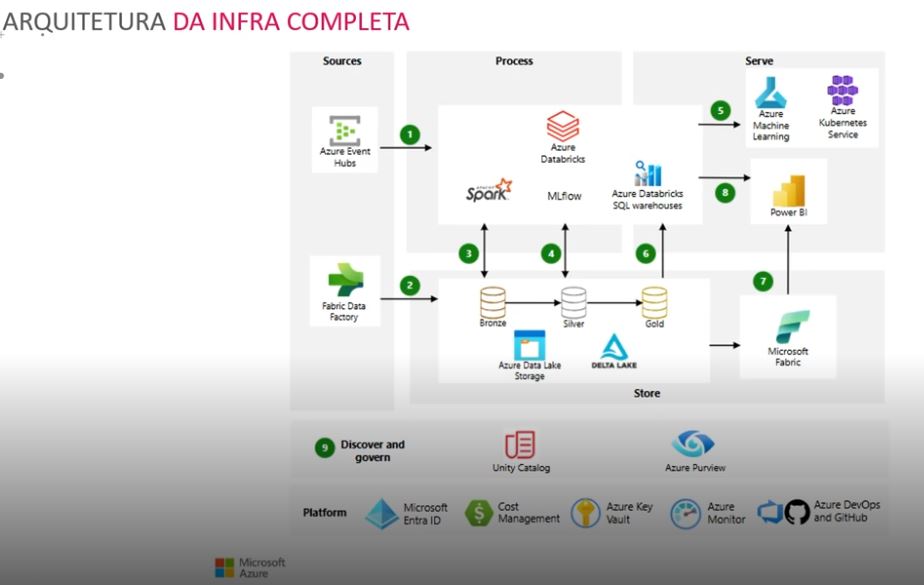 ARQUITETURA DA INFRA COMPLETA
Sources
Process
Serve
Azure Event
Hubs
1
Azure
Databricks
Spark
MLflow
Azure Databricks
SQL warehouses
5
Azure
Machine
Learning
Azure
Kubernetes
Service
8
Power BI
3
4
6
7
Fabric Data
Factory
2
Bronze
Silver
Gold
Azure Data Lake
Storage
DELTA LAKE
Microsoft
Fabric
Store
9
Discover and
govern
Unity Catalog
Azure Purview
Platform
Microsoft
Entra ID
Cost
Management
Azure Key
Vault
Azure
Monitor
Azure DevOps
and GitHub
Microsoft
Azure